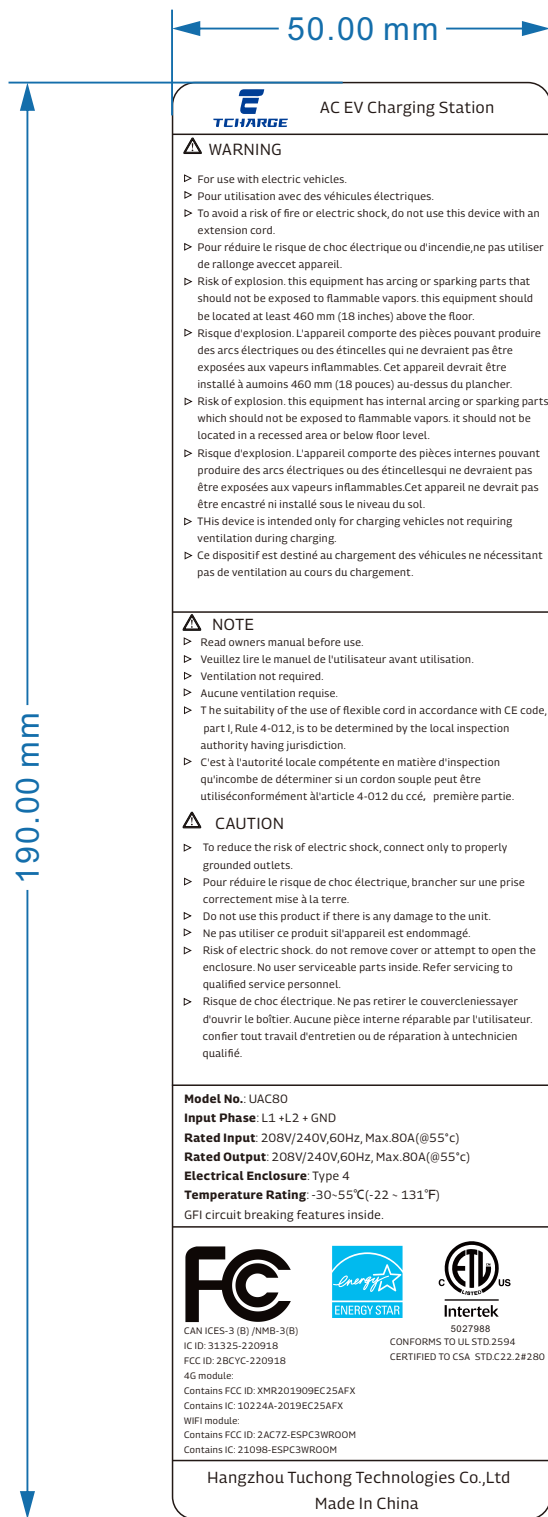 50.00 mm
190.00 mm
TCHARGE
AC EV Charging Station
WARNING
For use with electric vehicles.
Pour utilisation avec des véhicules électriques.
To avoid a risk of fire or electric shock, do not use this device with an
extension cord.
Pour réduire le risque de choc électrique ou d'incendie,ne pas utiliser
de rallonge aveccet appareil.
Risk of explosion. this equipment has arcing or sparking parts that
should not be exposed to flammable vapors. this equipment should
be located at least 460 mm (18 inches) above the floor.
Risque d'explosion. L'appareil comporte des pièces pouvant produire
des arcs électriques ou des étincelles qui ne devraient pas être
exposées aux vapeurs inflammables. Cet appareil devrait être
installé à aumoins 460 mm (18 pouces) au-dessus du plancher.
Risk of explosion. this equipment has internal arcing or sparking parts
which should not be exposed to flammable vapors. it should not be
located in a recessed area or below floor level.
Risque d'explosion. L'appareil comporte des pièces internes pouvant
produire des arcs électriques ou des étincellesqui ne devraient pas
être exposées aux vapeurs inflammables.Cet appareil ne devrait pas
être encastré ni installé sous le niveau du sol.
THis device is intended only for charging vehicles not requiring
ventilation during charging.
Ce dispositif est destiné au chargement des véhicules ne nécessitant
pas de ventilation au cours du chargement.
NOTE
Read owners manual before use.
Veuillez lire le manuel de l'utilisateur avant utilisation.
Ventilation not required.
Aucune ventilation requise.
T he suitability of the use of flexible cord in accordance with CE code,
part I, Rule 4-012, is to be determined by the local inspection
authority having jurisdiction.
C'est à l'autorité locale compétente en matière d'inspection
qu'incombe de déterminer si un cordon souple peut être
utiliséconformément àl'article 4-012 du ccé, première partie.
CAUTION
To reduce the risk of electric shock, connect only to properly
grounded outlets.
Pour réduire le risque de choc électrique, brancher sur une prise
correctement mise à la terre.
Do not use this product if there is any damage to the unit.
Ne pas utiliser ce produit sil'appareil est endommagé.
Risk of electric shock. do not remove cover or attempt to open the
enclosure. No user serviceable parts inside. Refer servicing to
qualified service personnel.
Risque de choc électrique. Ne pas retirer le couvercleniessayer
d'ouvrir le boîtier. Aucune pièce interne réparable par l'utilisateur.
confier tout travail d'entretien ou de réparation à untechnicien
qualifié.
Model No.: UAC80
Input Phase: L1 +L2 + GND
Rated Input: 208V/240V,60Hz, Max.80A(@55°c)
Rated Output: 208V/240V,60Hz, Max.80A(@55°c)
Electrical Enclosure: Type 4
Temperature Rating: -30~55℃(-22 ~ 131℉)
GFI circuit breaking features inside.
FC
CAN ICES-3 (B) /NMB-3(B)
IC ID: 31325-220918
FCC ID: 2BCYC-220918
4G module:
Contains FCC ID: XMR201909EC25AFX
Contains IC: 10224A-2019EC25AFX
WIFI module:
Contains FCC ID: 2AC7Z-ESPC3WROOM
Contains IC: 21098-ESPC3WROOM
energy
ENERGY STAR
C ETL US
LISTED
Intertek
5027988
CONFORMS TO UL STD.2594
CERTIFIED TO CSA STD.C22.2#280
Hangzhou Tuchong Technologies Co.,Ltd
Made In China